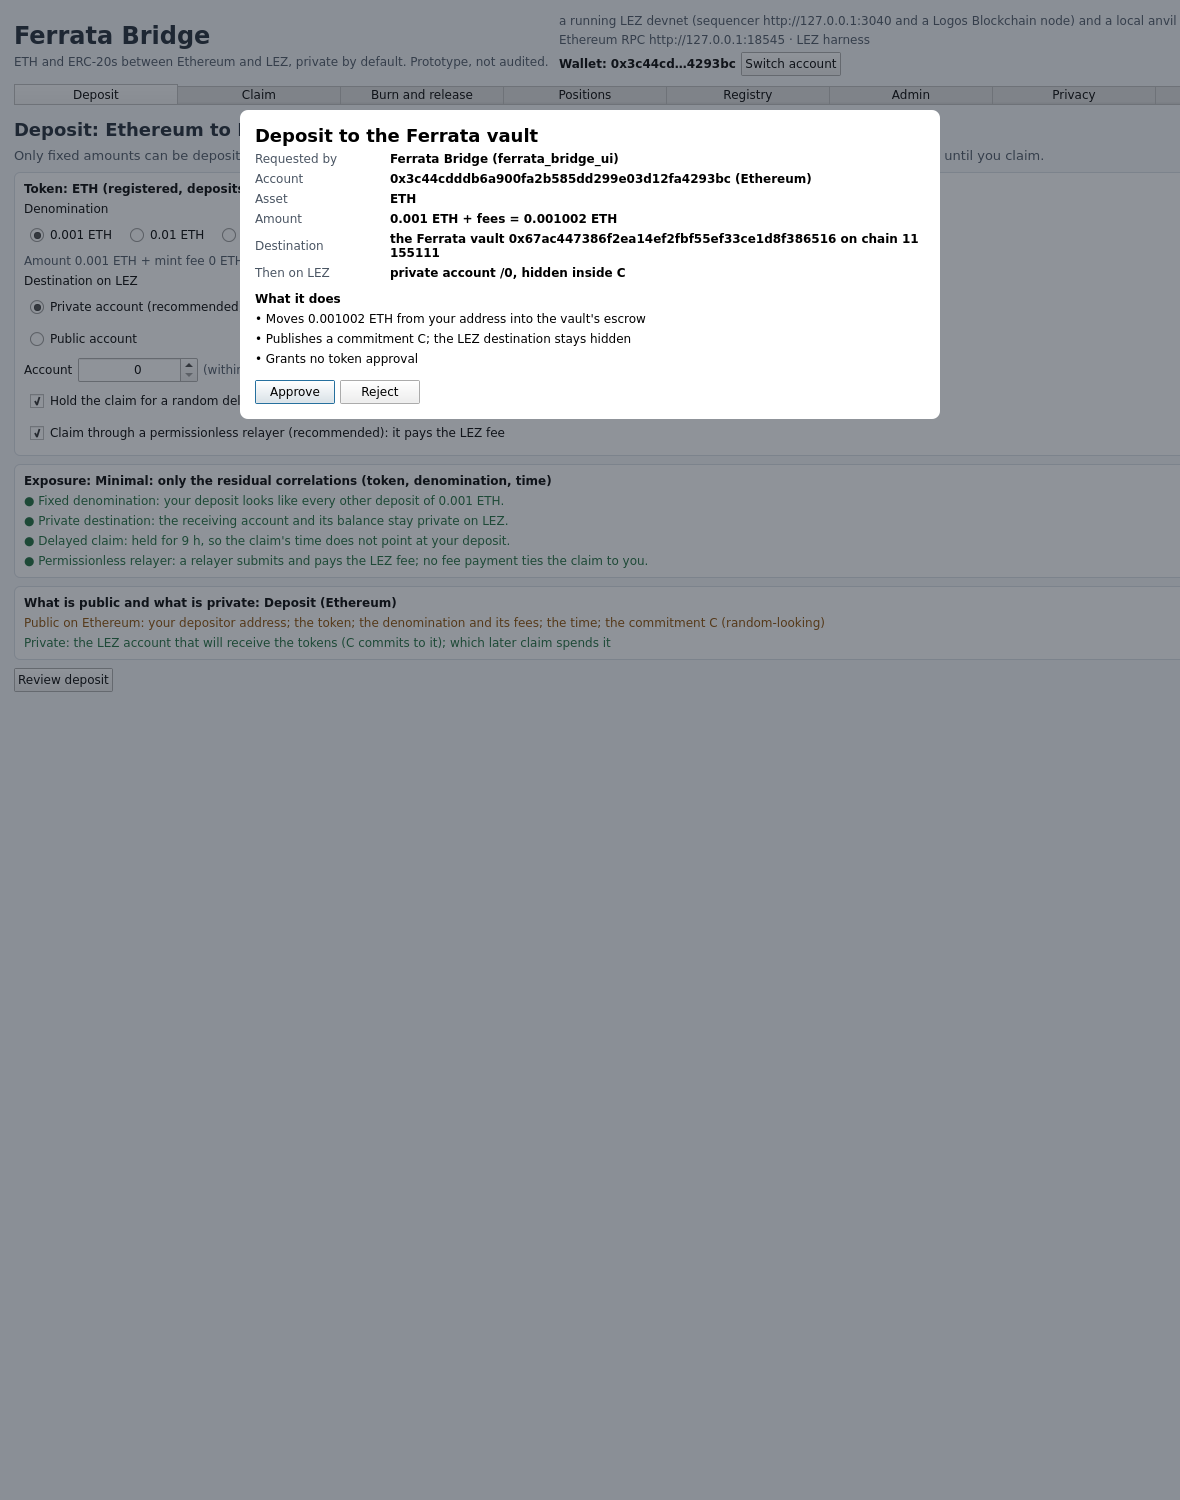 Ferrata Bridge
ETH and ERC-20s between Ethereum and LEZ, private by default. Prototype, not audited.
a running LEZ devnet (sequencer http://127.0.0.1:3040 and a Logos Blockchain node) and a local anvil
Ethereum RPC http://127.0.0.1:18545 · LEZ harness
Wallet: 0x3c44cd…4293bc Switch account
Deposit Claim Burn and release Positions Registry Admin Privacy
Deposit: Ethereum to
Only fixed amounts can be deposit until you claim.
Token: ETH (registered, deposits
Denomination
0.001 ETH 0.01 ETH
Amount 0.001 ETH + mint fee 0 ETH
Destination on LEZ
Private account (recommended
Public account
Account 0 (within
Hold the claim for a random del
Claim through a permissionless relayer (recommended): it pays the LEZ fee
Deposit to the Ferrata vault
Requested by Ferrata Bridge (ferrata_bridge_ui)
Account 0x3c44cdddb6a900fa2b585dd299e03d12fa4293bc (Ethereum)
Asset ETH
Amount 0.001 ETH + fees = 0.001002 ETH
Destination the Ferrata vault 0x67ac447386f2ea14ef2fbf55ef33ce1d8f386516 on chain 11
155111
Then on LEZ private account /0, hidden inside C
What it does
• Moves 0.001002 ETH from your address into the vault's escrow
• Publishes a commitment C; the LEZ destination stays hidden
• Grants no token approval
Approve Reject
Exposure: Minimal: only the residual correlations (token, denomination, time)
● Fixed denomination: your deposit looks like every other deposit of 0.001 ETH.
● Private destination: the receiving account and its balance stay private on LEZ.
● Delayed claim: held for 9 h, so the claim's time does not point at your deposit.
● Permissionless relayer: a relayer submits and pays the LEZ fee; no fee payment ties the claim to you.
What is public and what is private: Deposit (Ethereum)
Public on Ethereum: your depositor address; the token; the denomination and its fees; the time; the commitment C (random-looking)
Private: the LEZ account that will receive the tokens (C commits to it); which later claim spends it
Review deposit